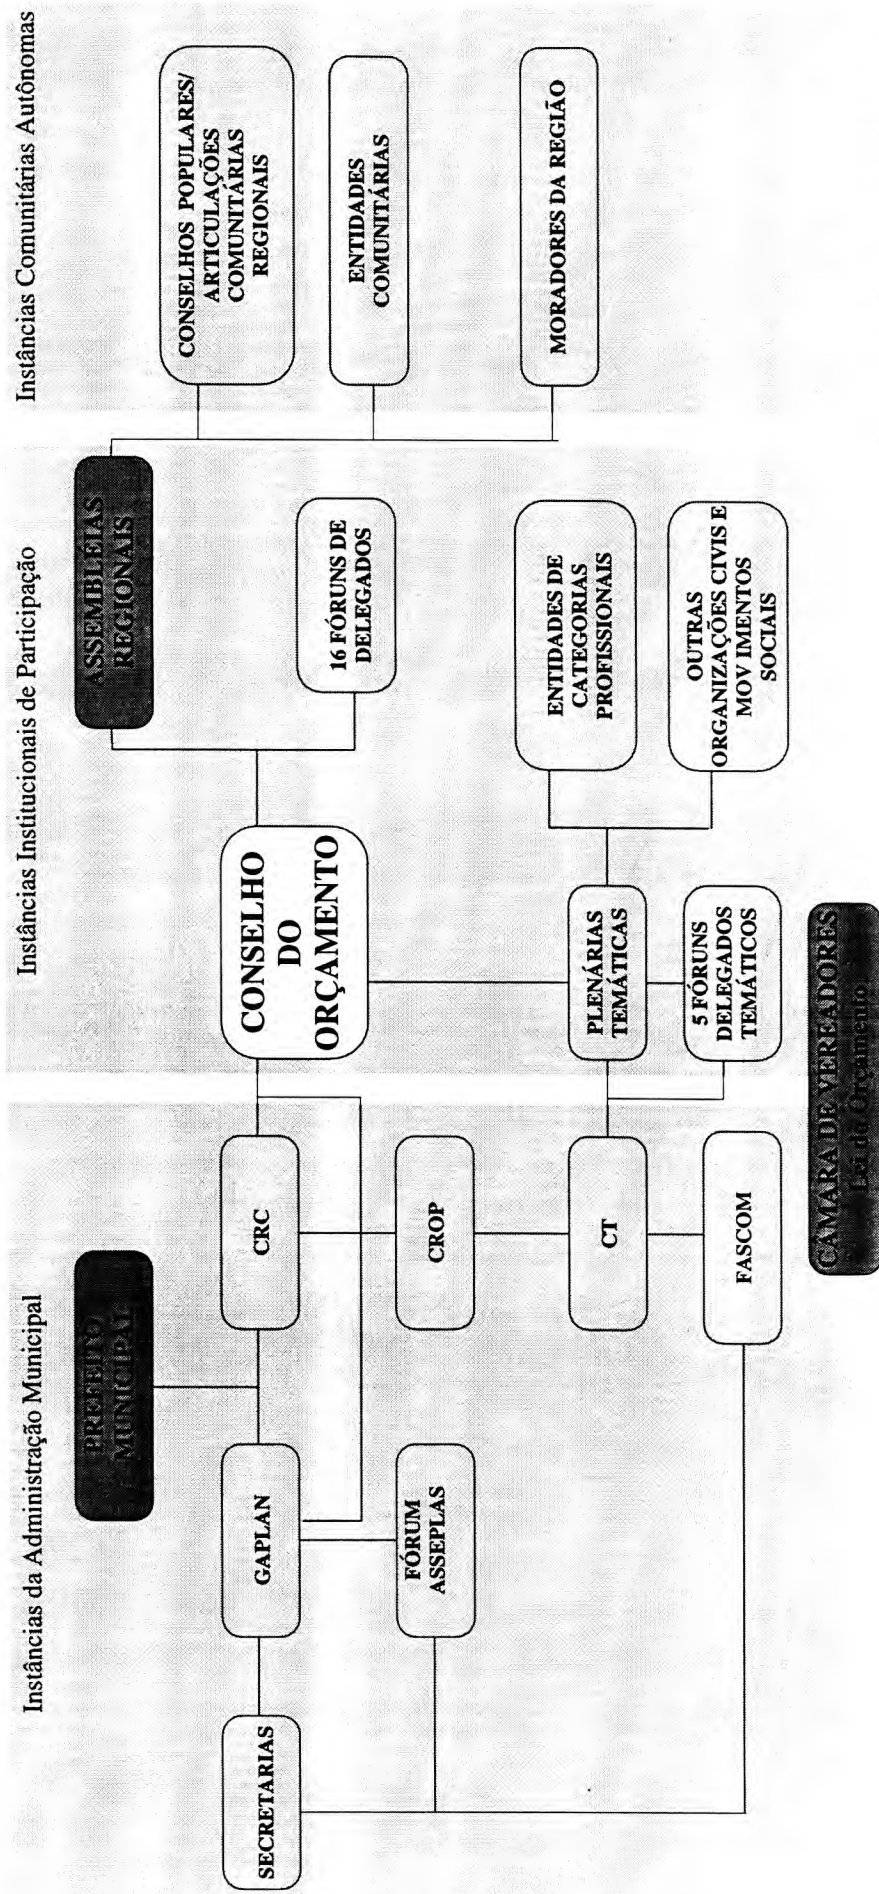 Instâncias da Administração Municipal
PREFEITO
MUNICIPAL
SECRETARIAS
GAPLAN
FÓRUM
ASSEPLAS
CRC
CROP
CT
FASCOM
Instâncias Institucionais de Participação
CONSELHO
DO
ORÇAMENTO
ASSEMBLÉIAS
REGIONAIS
16 FÓRUNS DE
DELEGADOS
PLENÁRIAS
TEMÁTICAS
5 FÓRUNS
DELEGADOS
TEMÁTICOS
ENTIDADES DE
CATEGORIAS
PROFISSIONAIS
OUTRAS
ORGANIZAÇÕES CIVIS E
MOV IMENTOS
SOCIAIS
Instâncias Comunitárias Autônomas
CONSELHOS POPULARES/
ARTICULAÇÕES
COMUNITÁRIAS
REGIONAIS
ENTIDADES
COMUNITÁRIAS
MORADORES DA REGIÃO
CÂMARA DE VEREADORES
Lei do Orçamento